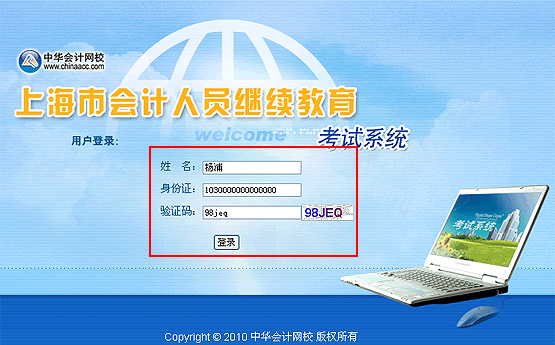 中华会计网校
www.chinaacc.com
上海市会计人员继续教育
welcome
考试系统
用户登录:
姓 名: 杨浦
身份证: 1030000000000000
验证码: 98jeq 98JEQ
登录
考试系统
Copyright © 2010 中华会计网校 版权所有